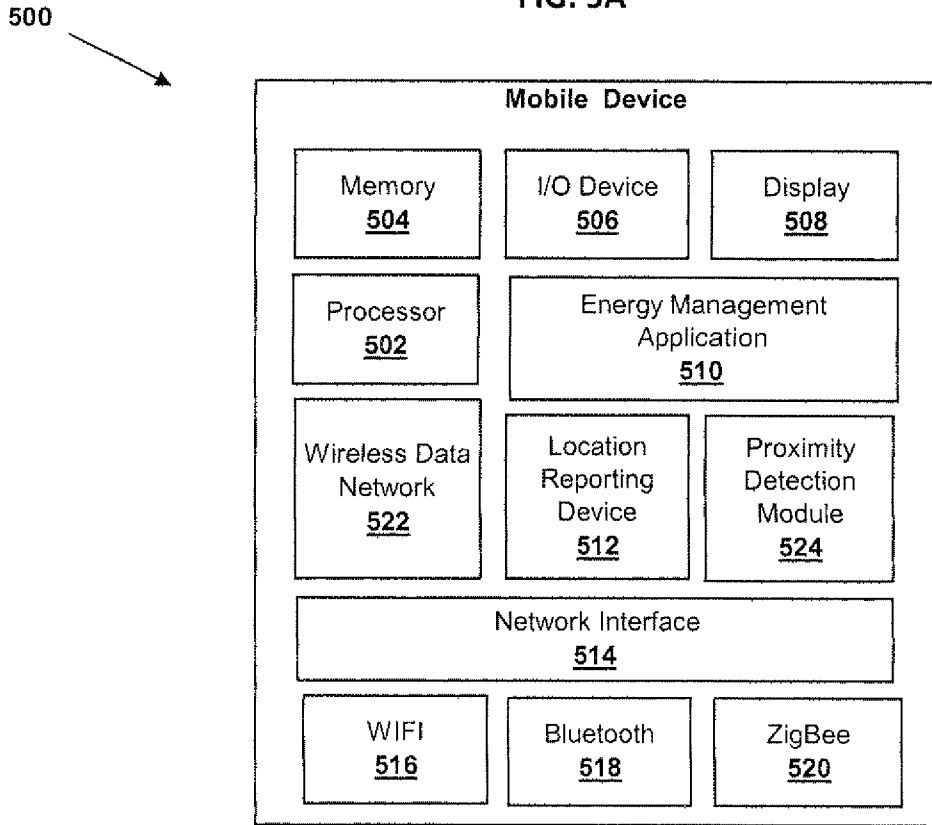 500
Mobile Device
Memory
504
I/O Device
506
Display
508
Processor
502
Energy Management
Application
510
Wireless Data
Network
522
Location
Reporting
Device
512
Proximity
Detection
Module
524
Network Interface
514
WIFI
516
Bluetooth
518
ZigBee
520